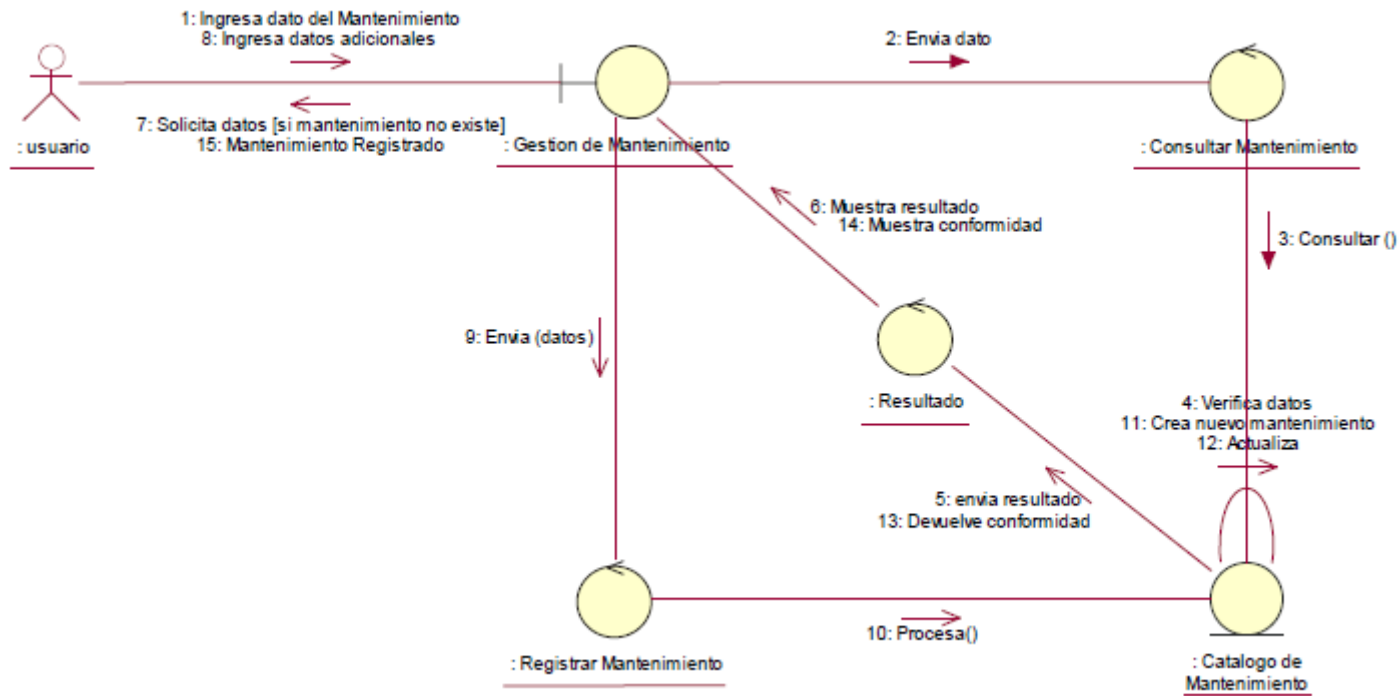 1: Ingresa dato del Mantenimiento
8: Ingresa datos adicionales
2: Envia dato
7: Solicita datos [si mantenimiento no existe]
15: Mantenimiento Registrado
: usuario
: Gestion de Mantenimiento
: Consultar Mantenimiento
6: Muestra resultado
14: Muestra conformidad
3: Consultar ()
9: Envia (datos)
: Resultado
4: Verifica datos
11: Crea nuevo mantenimiento
12: Actualiza
5: envia resultado
13: Devuelve conformidad
10: Procesa()
: Registrar Mantenimiento
: Catalogo de
Mantenimiento